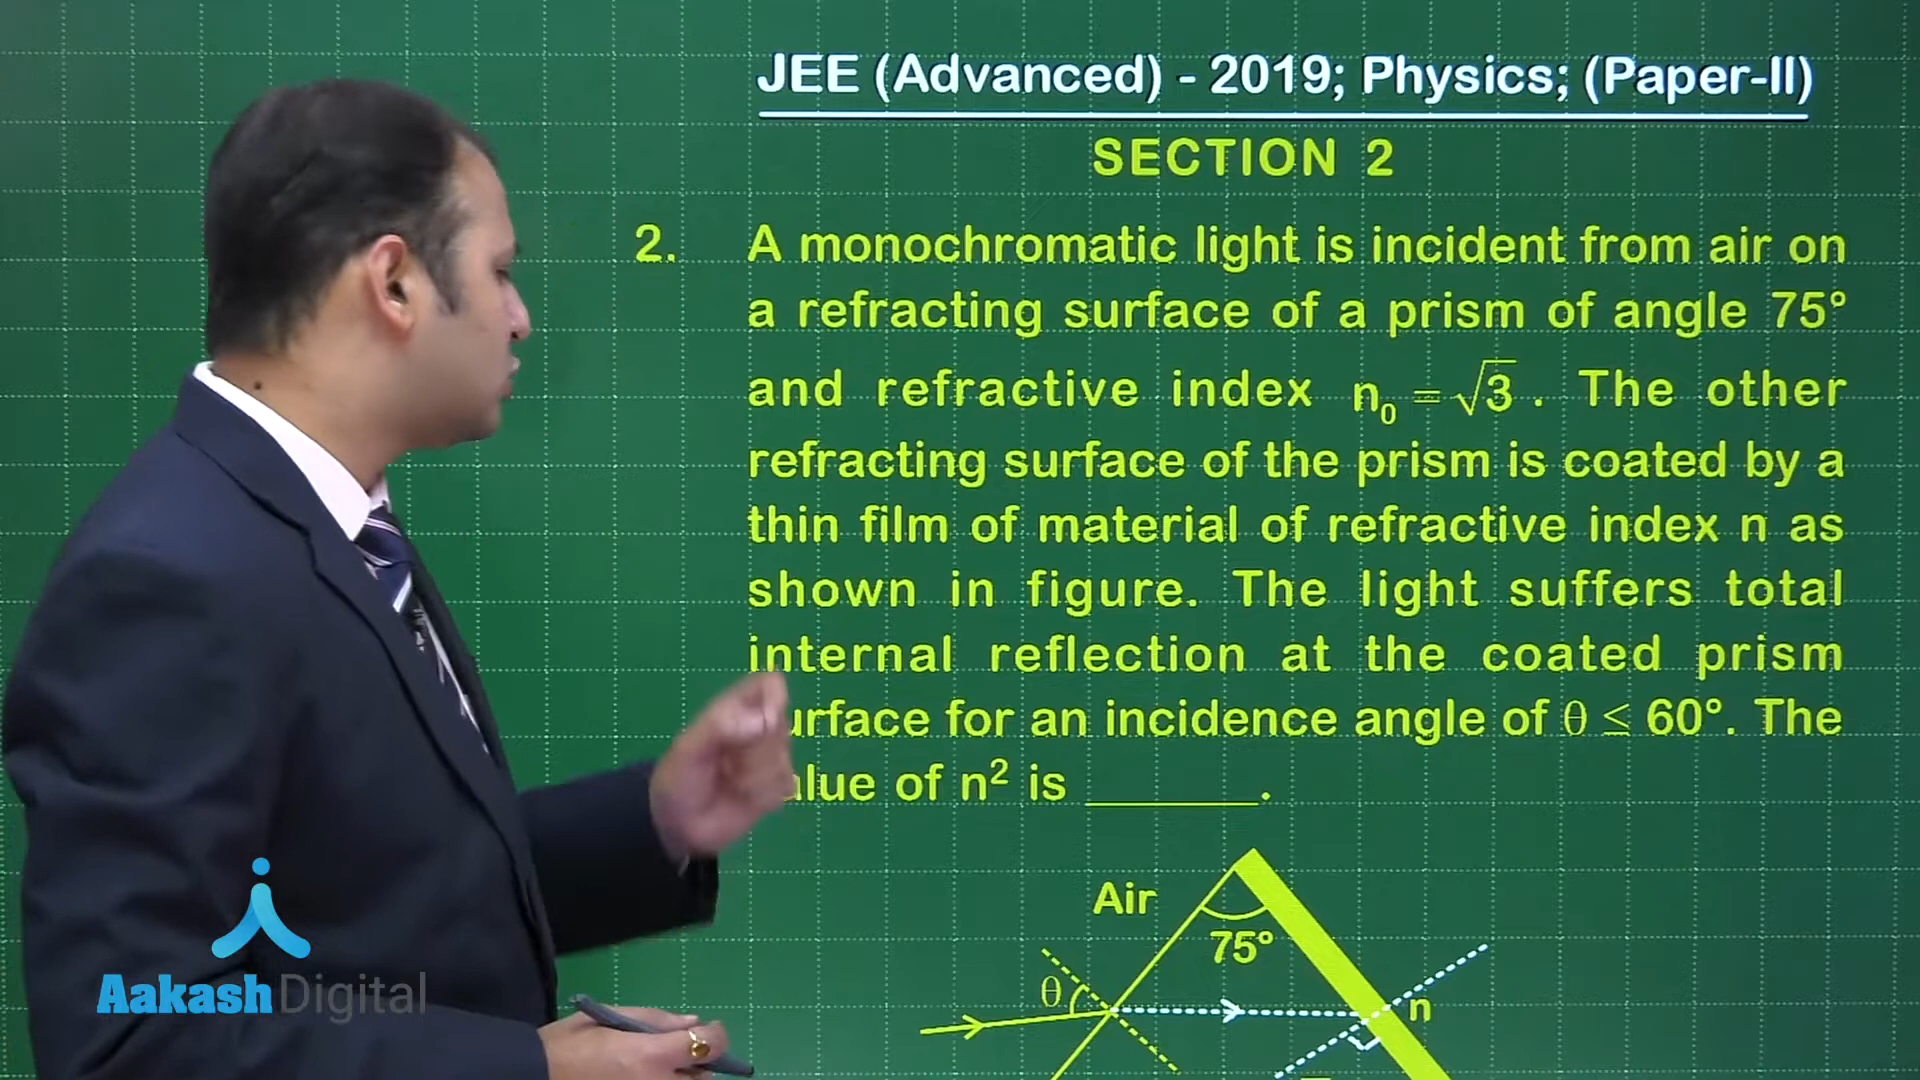 JEE (Advanced) - 2019; Physics; (Paper-II)
SECTION 2
2. A monochromatic light is incident from air on
a refracting surface of a prism of angle 75°
and refractive index n₀ = √3 . The other
refracting surface of the prism is coated by a
thin film of material of refractive index n as
shown in figure. The light suffers total
internal reflection at the coated prism
urface for an incidence angle of θ ≤ 60°. The
alue of n² is ______.
Air
75°
θ
n
Aakash Digital